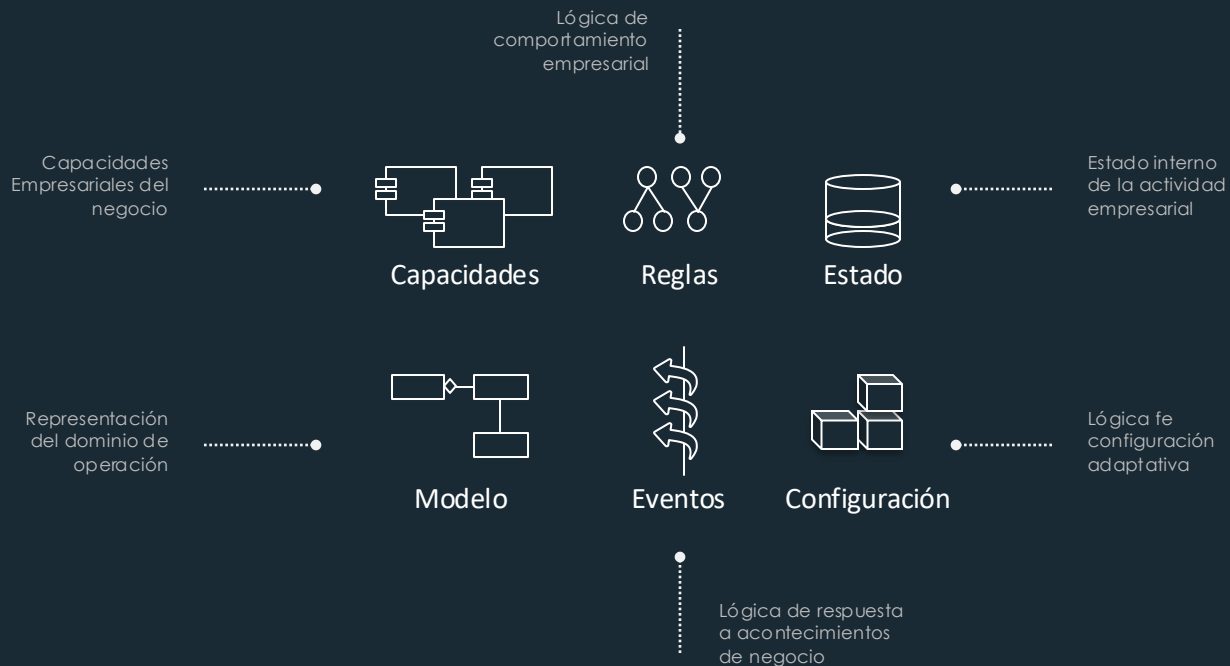 Lógica de
comportamiento
empresarial
Capacidades
Empresariales del
negocio
Estado interno
de la actividad
empresarial
Capacidades
Reglas
Estado
Representación
del dominio de
operación
Lógica fe
configuración
adaptativa
Modelo
Eventos
Configuración
Lógica de respuesta
a acontecimientos
de negocio